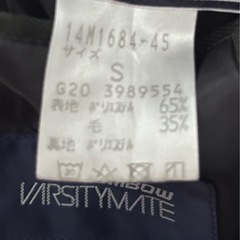 14M1684-45
サイズ
S
G20 3989554
表地 ポリエステル 65%
毛 35%
裏地 ポリエステル
VARSITYMATE